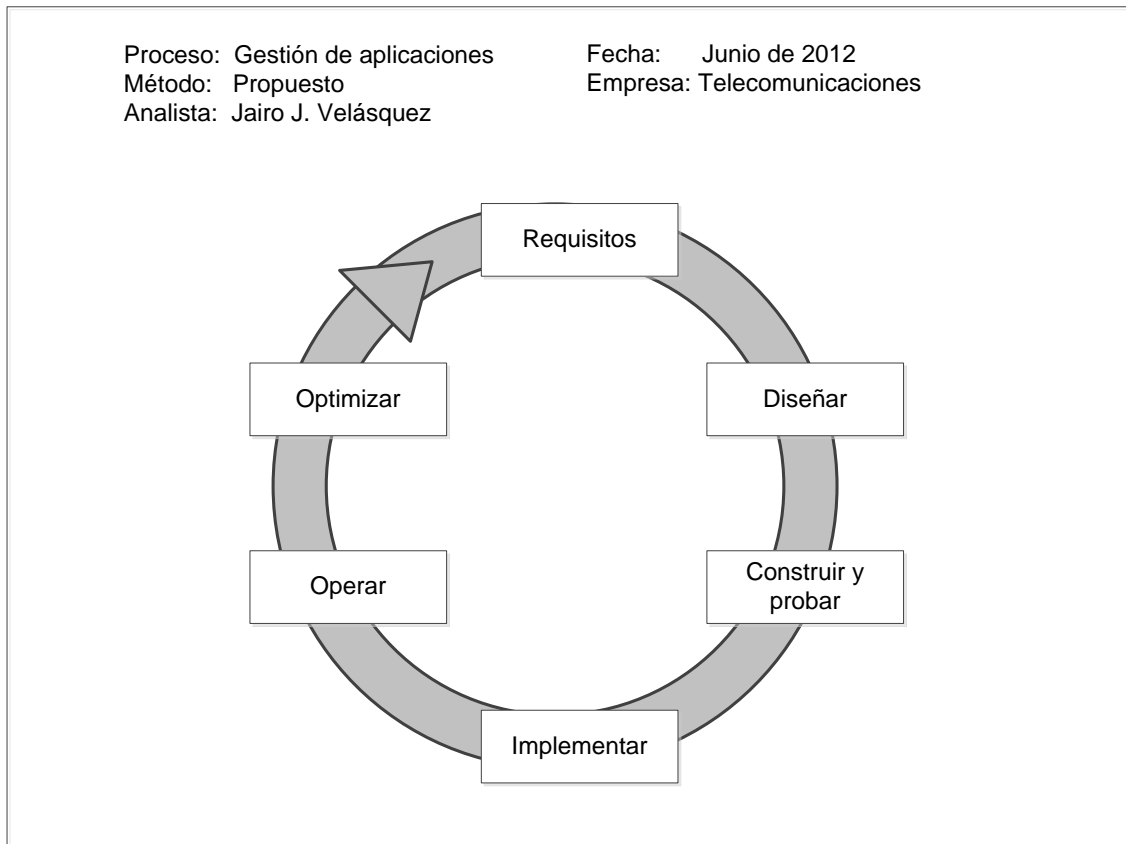 Proceso: Gestión de aplicaciones
Método: Propuesto
Analista: Jairo J. Velásquez
Fecha: Junio de 2012
Empresa: Telecomunicaciones
Requisitos
Diseñar
Construir y
probar
Implementar
Operar
Optimizar